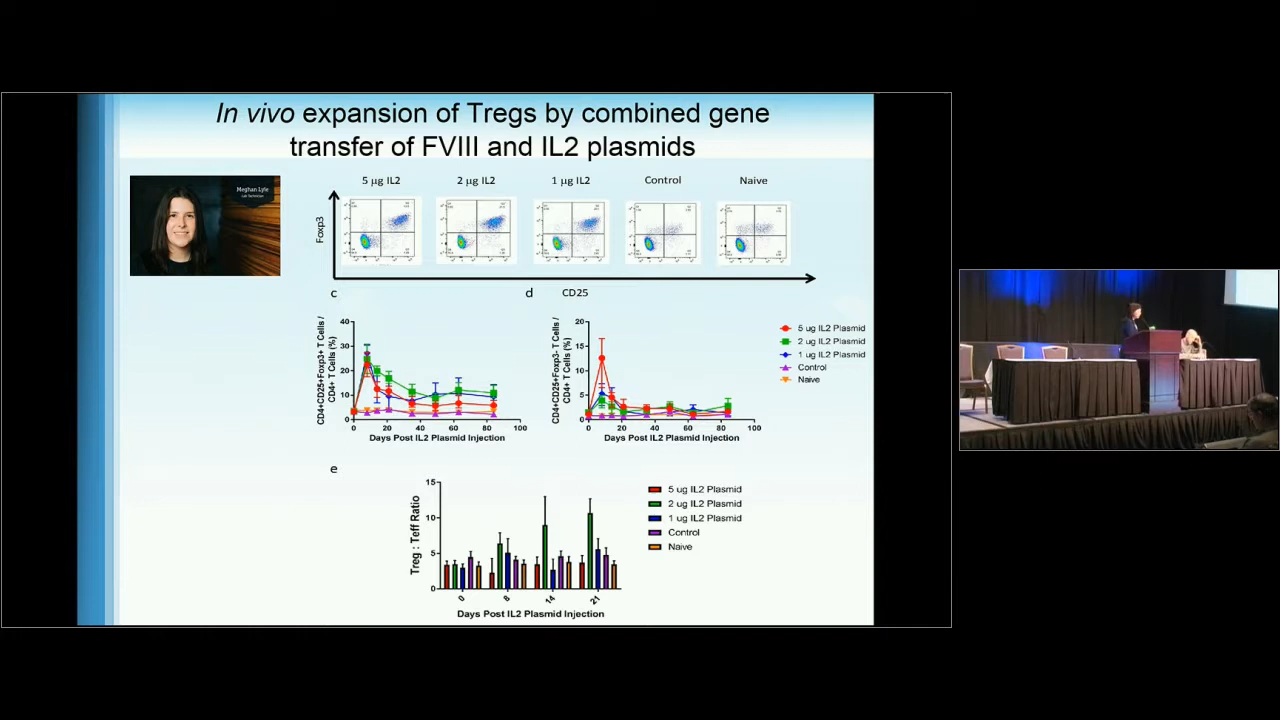 In vivo expansion of Tregs by combined gene
transfer of FVIII and IL2 plasmids
Meghan Lyle
Lab Technician
5 µg IL2
2 µg IL2
1 µg IL2
Control
Naive
Foxp3
CD25
c
CD4+CD25+Foxp3+ T Cells /
CD4+ T Cells (%)
40
30
20
10
0
0
20
40
60
80
100
Days Post IL2 Plasmid Injection
d
CD4+CD25+Foxp3- T Cells /
CD4+ T Cells (%)
20
15
10
5
0
0
20
40
60
80
100
Days Post IL2 Plasmid Injection
5 ug IL2 Plasmid
2 ug IL2 Plasmid
1 ug IL2 Plasmid
Control
Naive
e
Treg : Teff Ratio
15
10
5
0
0
8
14
21
Days Post IL2 Plasmid Injection
5 ug IL2 Plasmid
2 ug IL2 Plasmid
1 ug IL2 Plasmid
Control
Naive